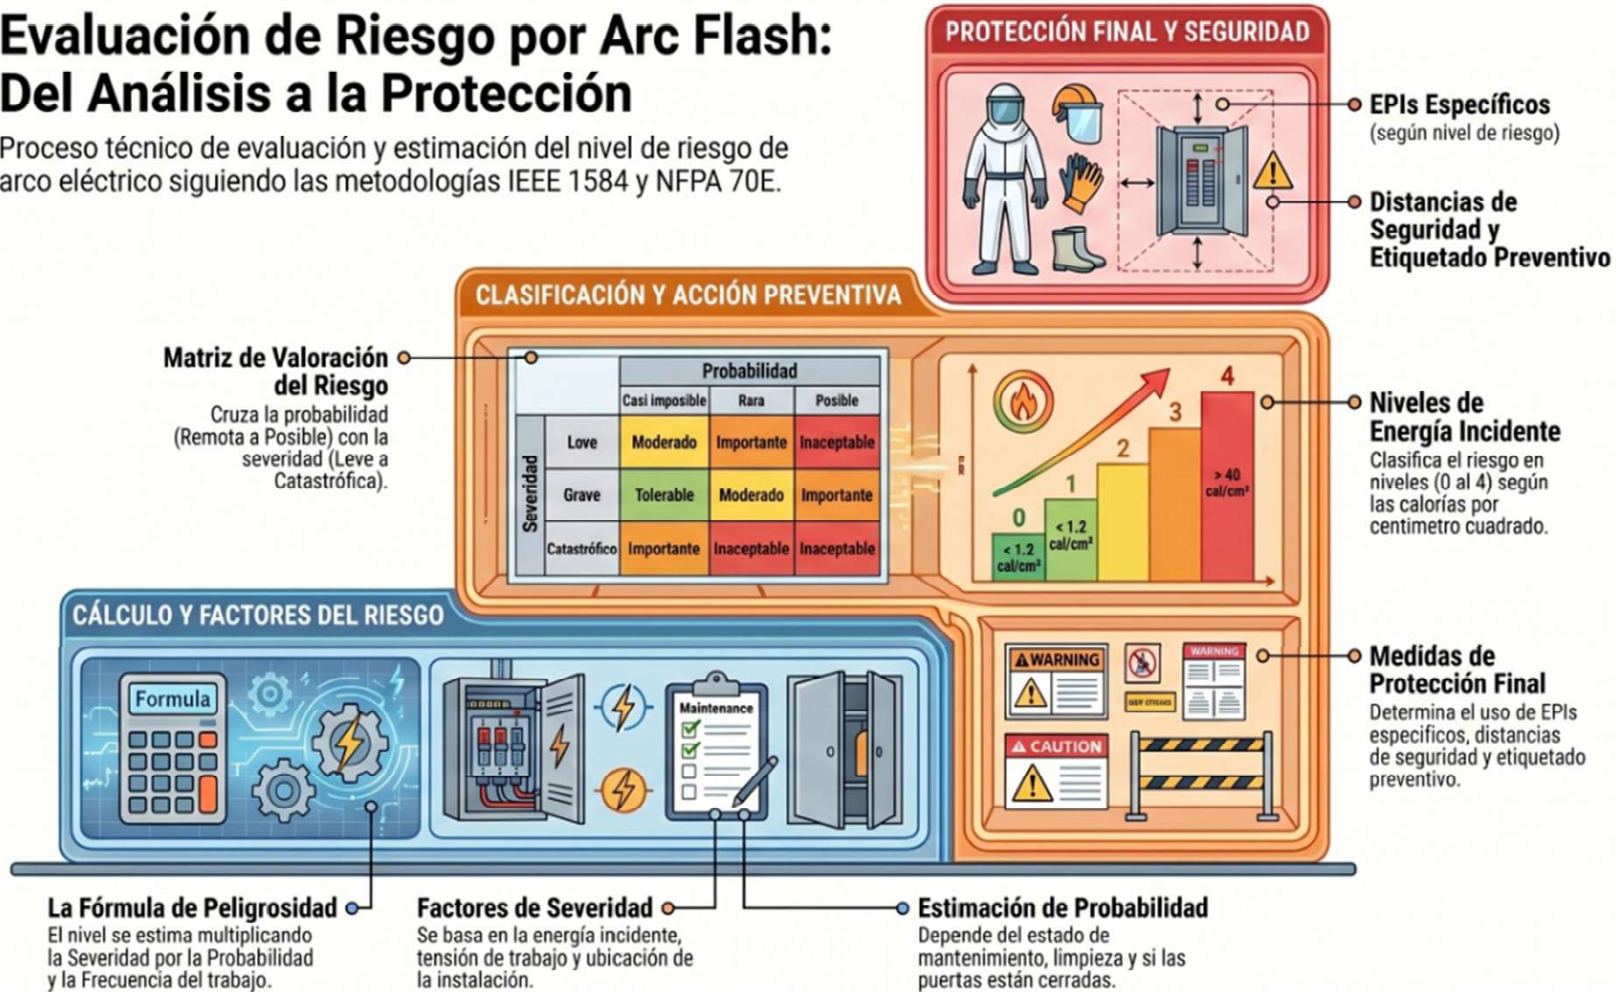 Evaluación de Riesgo por Arc Flash:
Del Análisis a la Protección
Proceso técnico de evaluación y estimación del nivel de riesgo de
arco eléctrico siguiendo las metodologías IEEE 1584 y NFPA 70E.
PROTECCIÓN FINAL Y SEGURIDAD
EPIs Específicos
(según nivel de riesgo)
Distancias de
Seguridad y
Etiquetado Preventivo
CLASIFICACIÓN Y ACCIÓN PREVENTIVA
Matriz de Valoración
del Riesgo
Cruza la probabilidad
(Remota a Posible) con la
severidad (Leve a
Catastrófica).
Probabilidad
Casi imposible Rara Posible
Severidad
Love Moderado Importante Inaceptable
Grave Tolerable Moderado Importante
Catastrófico Importante Inaceptable Inaceptable
0
< 1.2
cal/cm²
1
< 1.2
cal/cm²
2
3
4
> 40
cal/cm²
Niveles de
Energía Incidente
Clasifica el riesgo en
niveles (0 al 4) según
las calorías por
centimetro cuadrado.
WARNING
WARNING
CAUTION
Medídas de
Protección Final
Determina el uso de EPIs
especificos, distancias
de seguridad y etiquetado
preventivo.
CÁLCULO Y FACTORES DEL RIESGO
Formula
Maintenance
La Fórmula de Peligrosidad
El nivel se estima multiplicando
la Severidad por la Probabilidad
y la Frecuencia del trabajo.
Factores de Severidad
Se basa en la energía incidente,
tensión de trabajo y ubicación de
la instalación.
Estimación de Probabilidad
Depende del estado de
mantenimiento, limpieza y si las
puertas están cerradas.